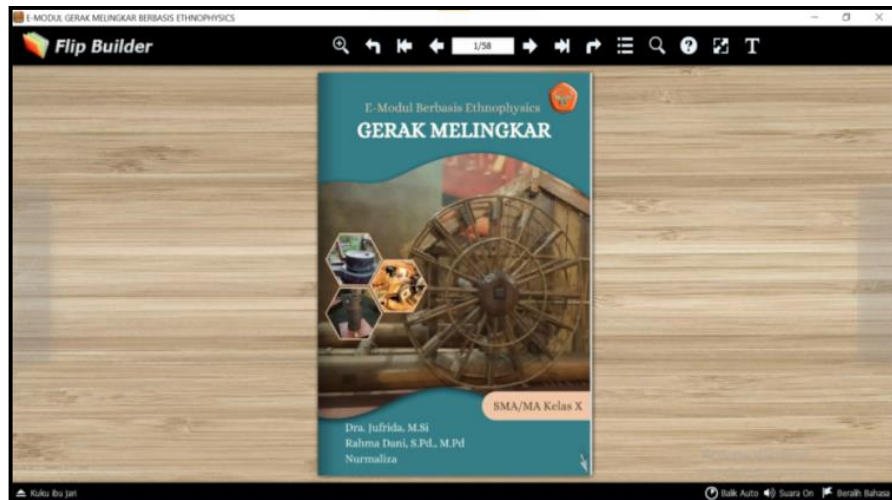 E-MODUL GERAK MELINGKAR BERBASIS ETHNOPHYSICS
Flip Builder
1/58
T
E-Modul Berbasis Ethnophysics
GERAK MELINGKAR
SMA/MA Kelas X
Dra. Jufrida, M.Si
Rahma Dani, S.Pd., M.Pd
Nurmaliza
Kuku Ibu Jari
Balik Auto
Suara On
Beralih Bahasa